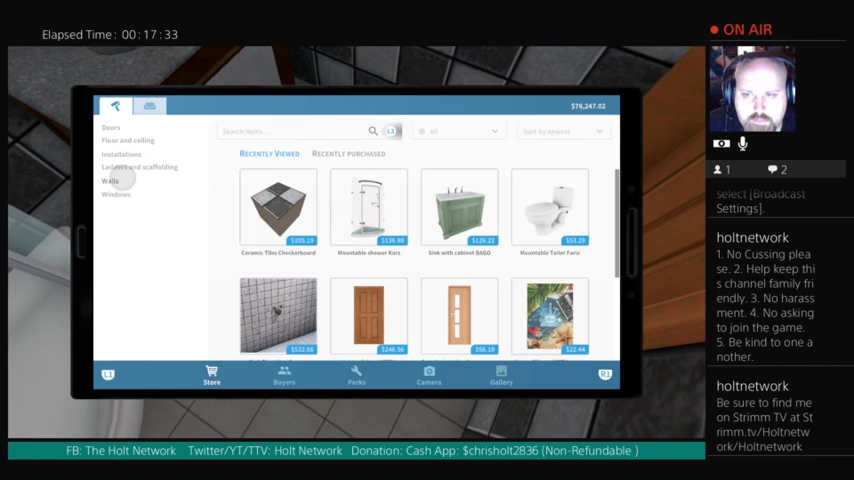 Elapsed Time : 00:17:33
ON AIR
$76,247.02
Doors
Floor and ceiling
Installations
Ladders and scaffolding
Walls
Windows
Search items...
L3
All
Sort by newest
RECENTLY VIEWED
RECENTLY PURCHASED
$105.19
Ceramic Tiles Checkerboard
$136.80
Mountable shower Kors
$126.22
Sink with cabinet BAGO
$53.29
Mountable Toilet Farie
$532.66
$246.56
$56.10
$22.44
L1
Store
Buyers
Perks
Camera
Gallery
R1
1
2
select [Broadcast
Settings].
holtnetwork
1. No Cussing plea
se. 2. Help keep thi
s channel family fri
endly. 3. No harass
ment. 4. No asking
to join the game.
5. Be kind to one a
nother.
holtnetwork
Be sure to find me
on Strimm TV at St
rimm.tv/Holtnetw
ork/Holtnetwork
FB: The Holt Network Twitter/YT/TTV: Holt Network Donation: Cash App: $chrisholt2836 (Non-Refundable )